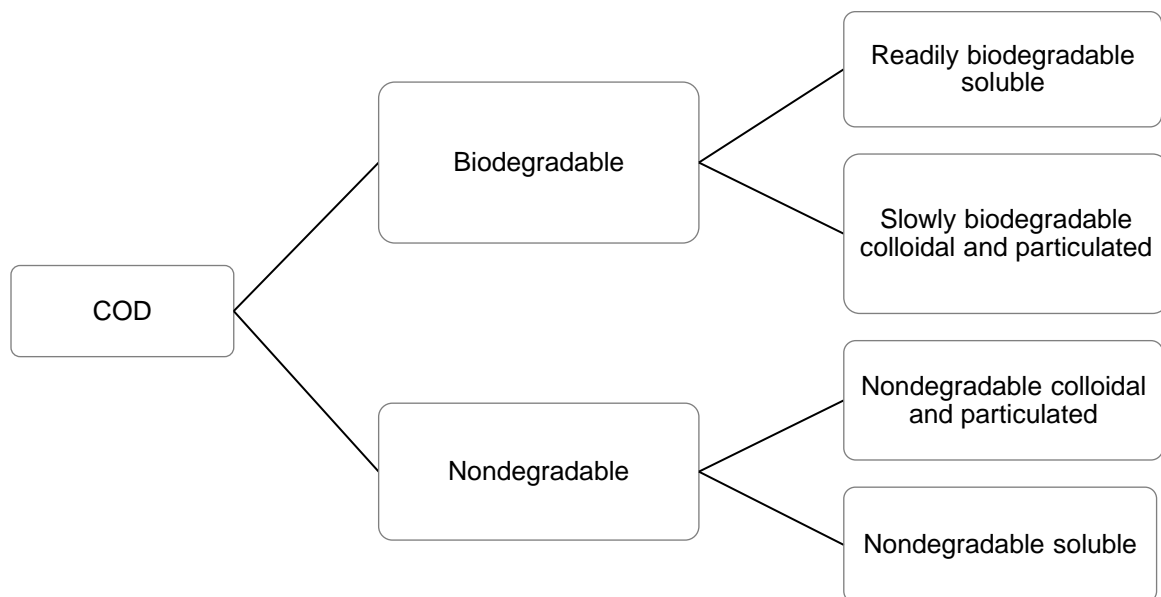 COD
Biodegradable
Readily biodegradable
soluble
Slowly biodegradable
colloidal and particulated
Nondegradable
Nondegradable colloidal
and particulated
Nondegradable soluble